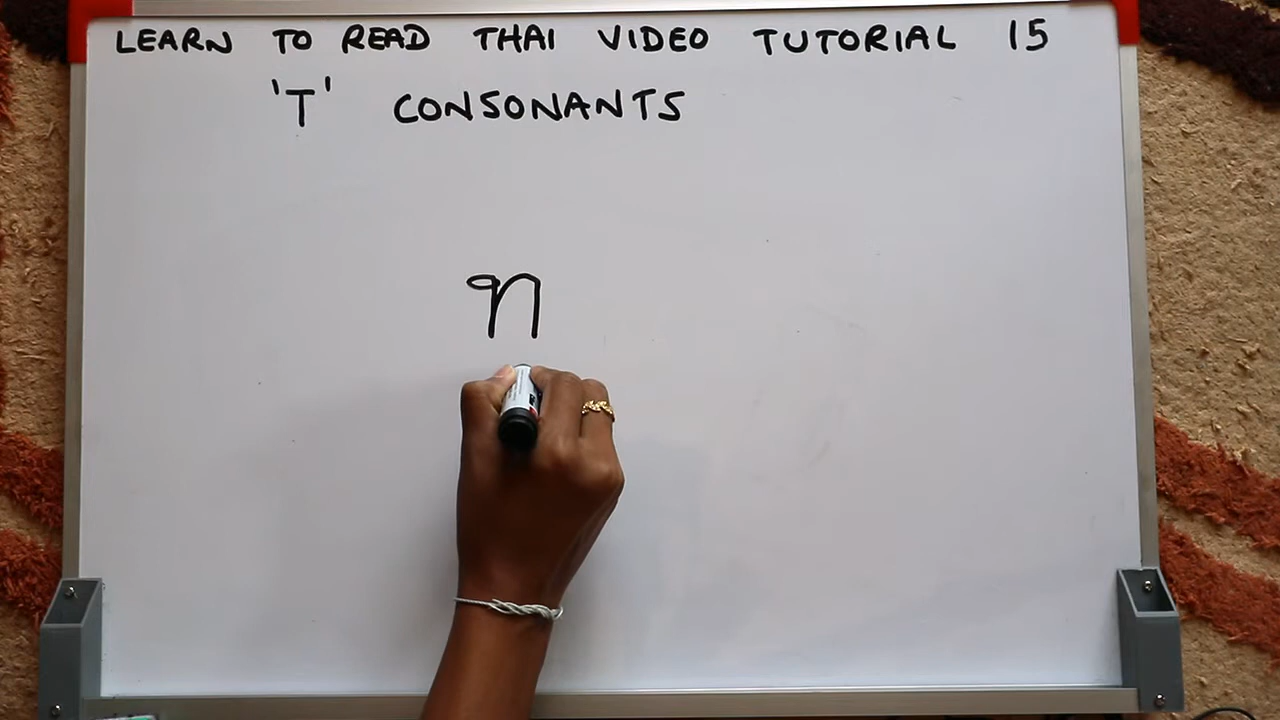 LEARN TO READ THAI VIDEO TUTORIAL 15
'T' CONSONANTS
ท